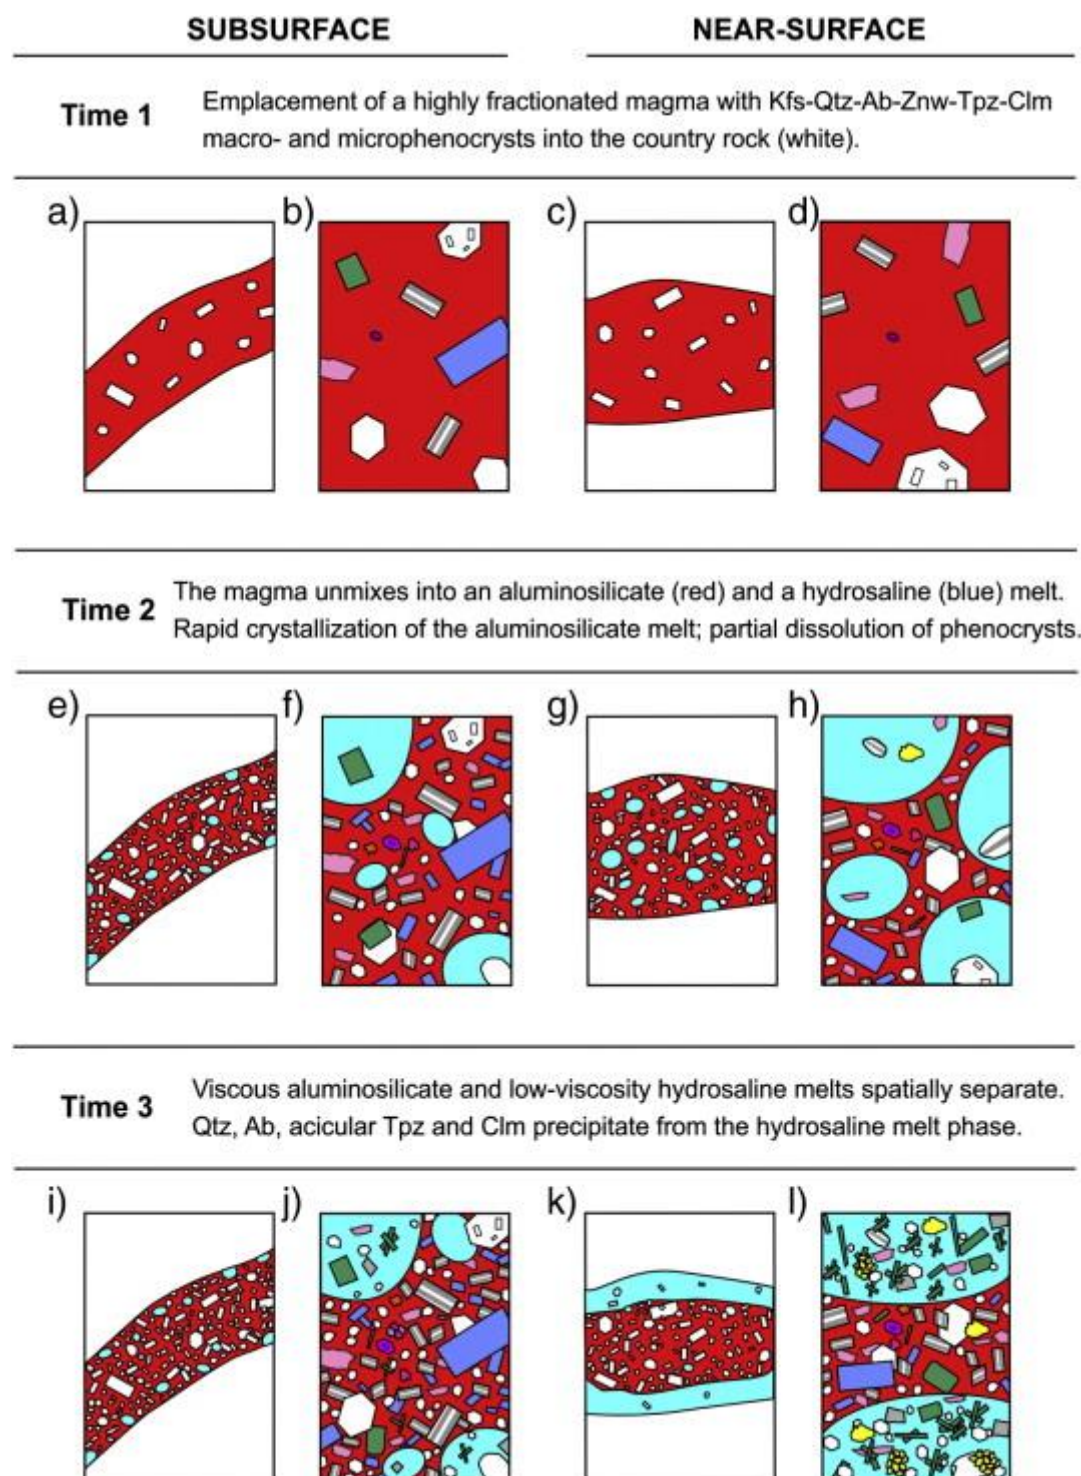 SUBSURFACE NEAR-SURFACE
Time 1
Emplacement of a highly fractionated magma with Kfs-Qtz-Ab-Znw-Tpz-Clm
macro- and microphenocrysts into the country rock (white).
a) b) c) d)
Time 2
The magma unmixes into an aluminosilicate (red) and a hydrosaline (blue) melt.
Rapid crystallization of the aluminosilicate melt; partial dissolution of phenocrysts.
e) f) g) h)
Time 3
Viscous aluminosilicate and low-viscosity hydrosaline melts spatially separate.
Qtz, Ab, acicular Tpz and Clm precipitate from the hydrosaline melt phase.
i) j) k) l)